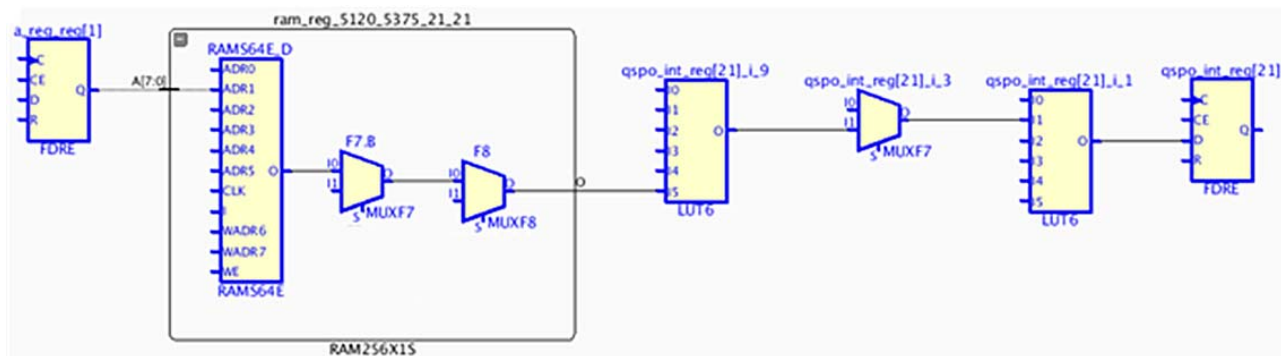 ram_reg_5120_5375_21_21
a_reg_reg[1]
C
CE
D
R
Q
FDRE
A[7:0]
RAMS64E_D
ADR0
ADR1
ADR2
ADR3
ADR4
ADR5
CLK
I
WADR6
WADR7
WE
O
RAMS64E
F7.B
I0
I1
O
S
MUXF7
F8
I0
I1
O
S
MUXF8
O
RAM256X1S
qspo_int_reg[21]_i_9
I0
I1
I2
I3
I4
I5
O
LUT6
qspo_int_reg[21]_i_3
I0
I1
O
S
MUXF7
qspo_int_reg[21]_i_1
I0
I1
I2
I3
I4
I5
O
LUT6
qspo_int_reg[21]
C
CE
D
R
Q
FDRE